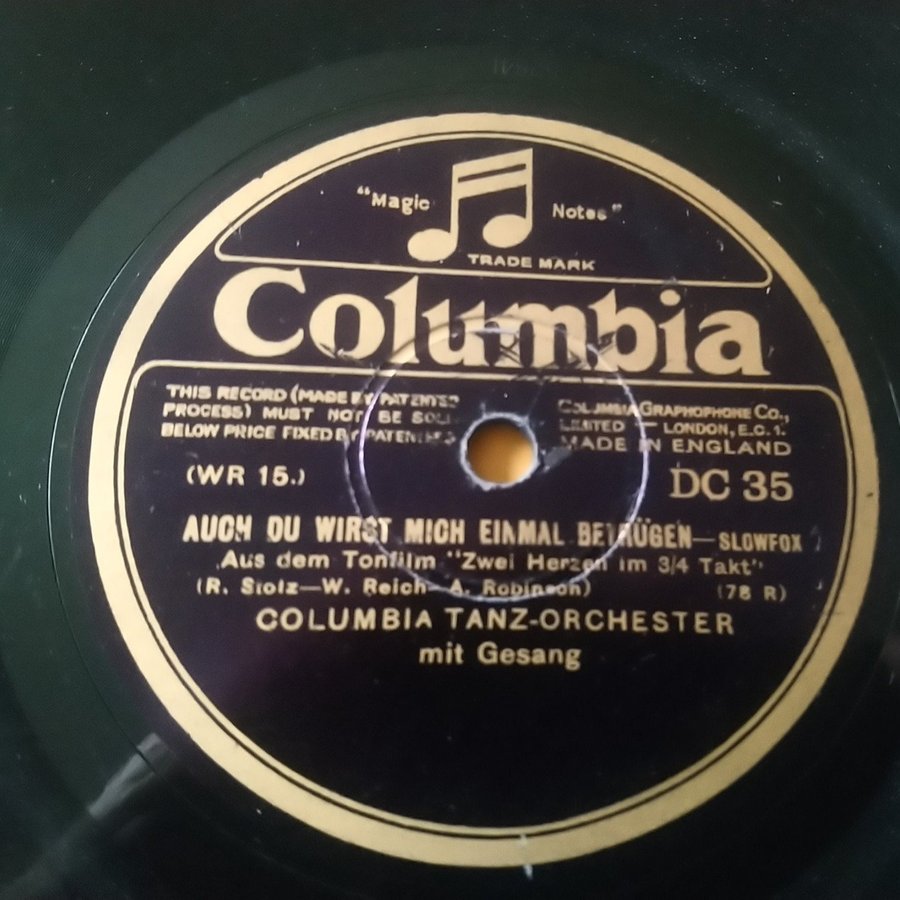 "Magic Notes"
TRADE MARK
Columbia
THIS RECORD (MADE BY PATENTED
PROCESS) MUST NOT BE SOLD
BELOW PRICE FIXED BY PATENTEES
COLUMBIA GRAPHOPHONE CO.,
LIMITED — LONDON, E.C.1.
MADE IN ENGLAND
(WR 15.)
DC 35
AUCH DU WIRST MICH EINMAL BETRÜGEN—SLOWFOX
Aus dem Tonfilm "Zwei Herzen im 3/4 Takt"
(R. Stolz—W. Reich—A. Robinson) (78 R)
COLUMBIA TANZ-ORCHESTER
mit Gesang